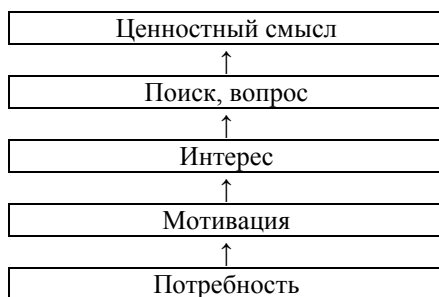 Ценностный смысл
↑
Поиск, вопрос
↑
Интерес
↑
Мотивация
↑
Потребность